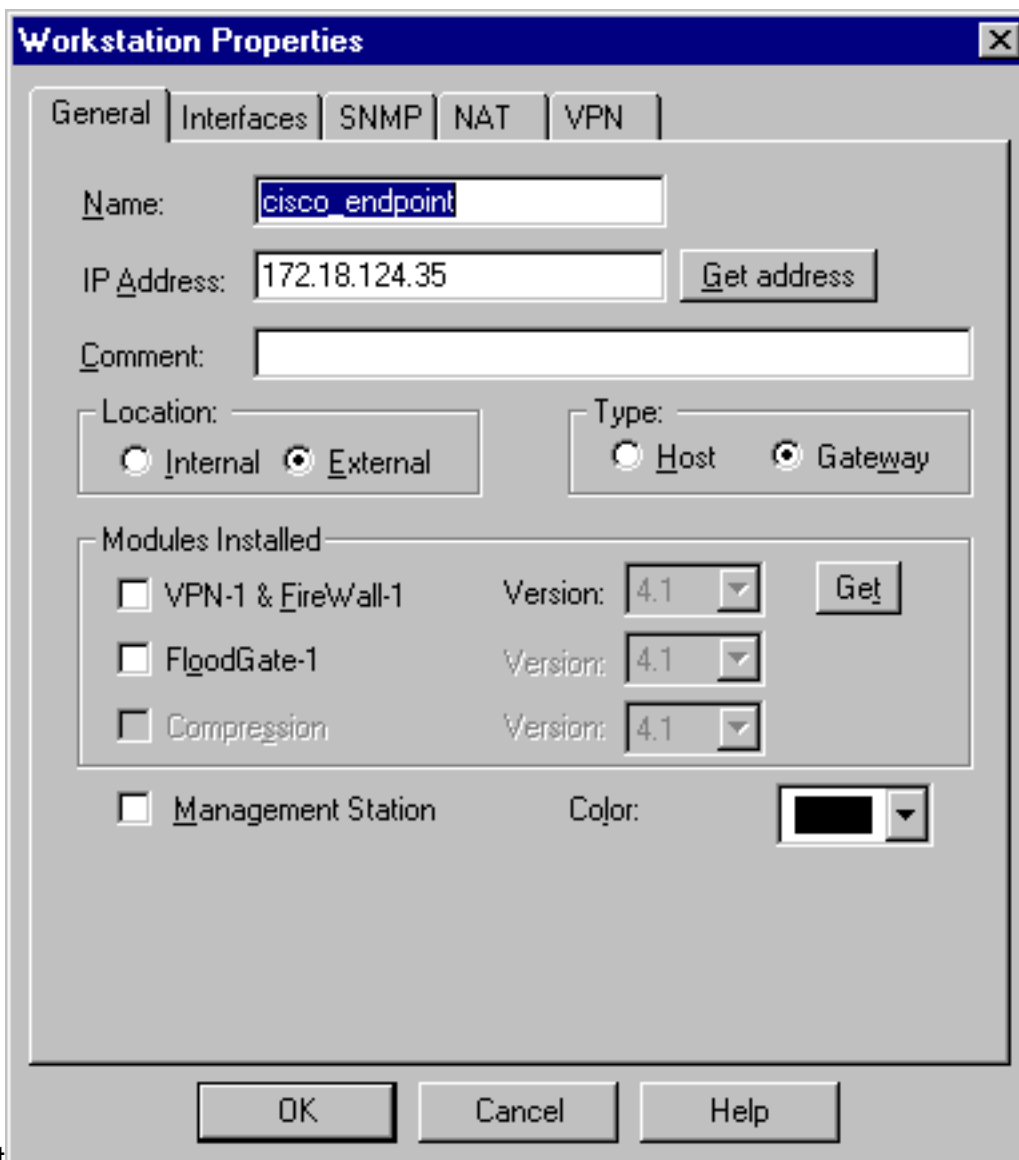 Workstation Properties
General Interfaces SNMP NAT VPN
Name: cisco_endpoint
IP Address: 172.18.124.35 Get address
Comment:
Location: Type:
Internal External Host Gateway
Modules Installed
VPN-1 & FireWall-1 Version: 4.1 Get
FloodGate-1 Version: 4.1
Compression Version: 4.1
Management Station Color:
OK Cancel Help